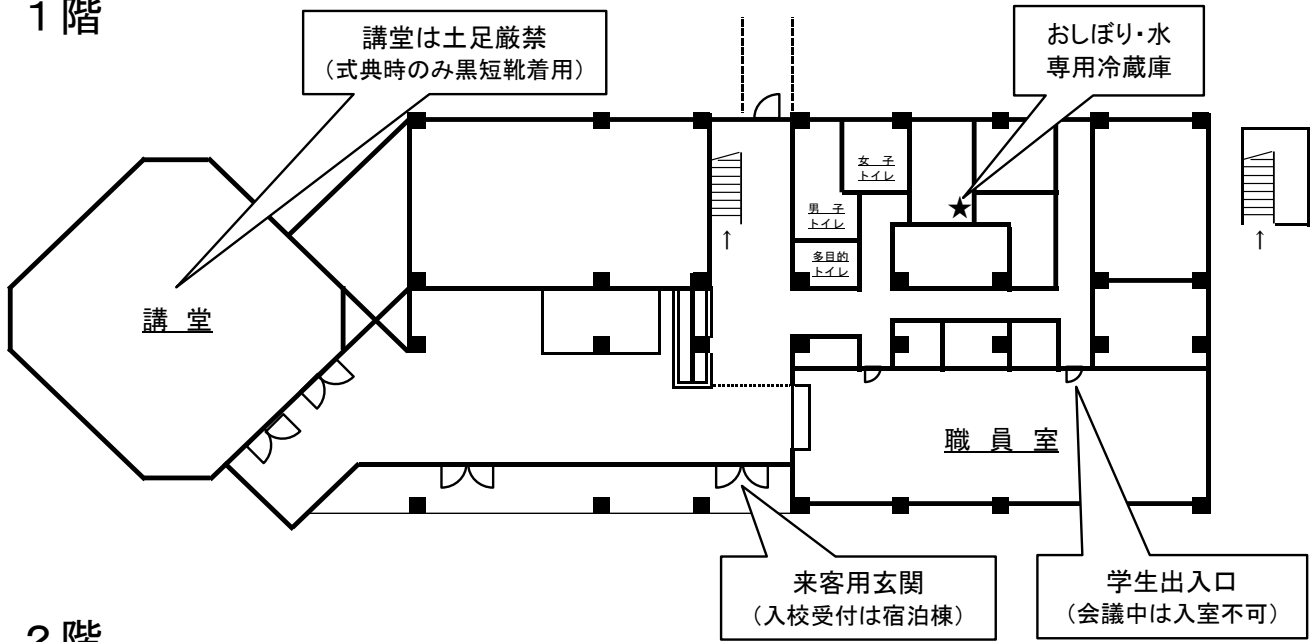 1階
講堂は土足厳禁
（式典時のみ黒短靴着用）
おしぼり・水
専用冷蔵庫
女 子
トイレ
男 子
トイレ
多目的
トイレ
★
↑
↑
講 堂
職 員 室
来客用玄関
（入校受付は宿泊棟）
学生出入口
（会議中は入室不可）
2階